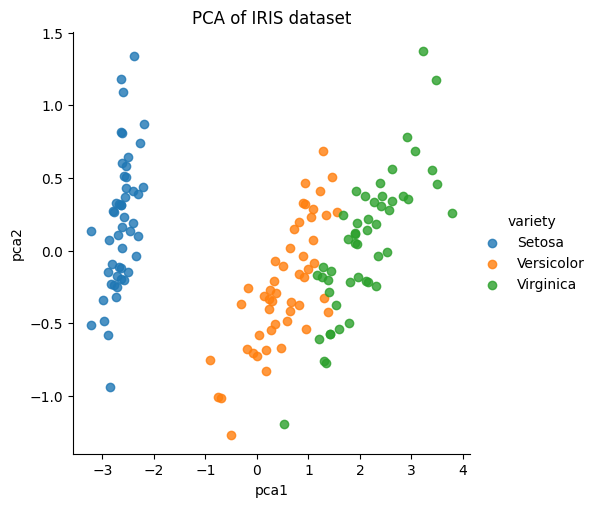 PCA of IRIS dataset
1.5
1.0
0.5
0.0
−0.5
−1.0
pca2
−3
−2
−1
0
1
2
3
4
pca1
variety
Setosa
Versicolor
Virginica